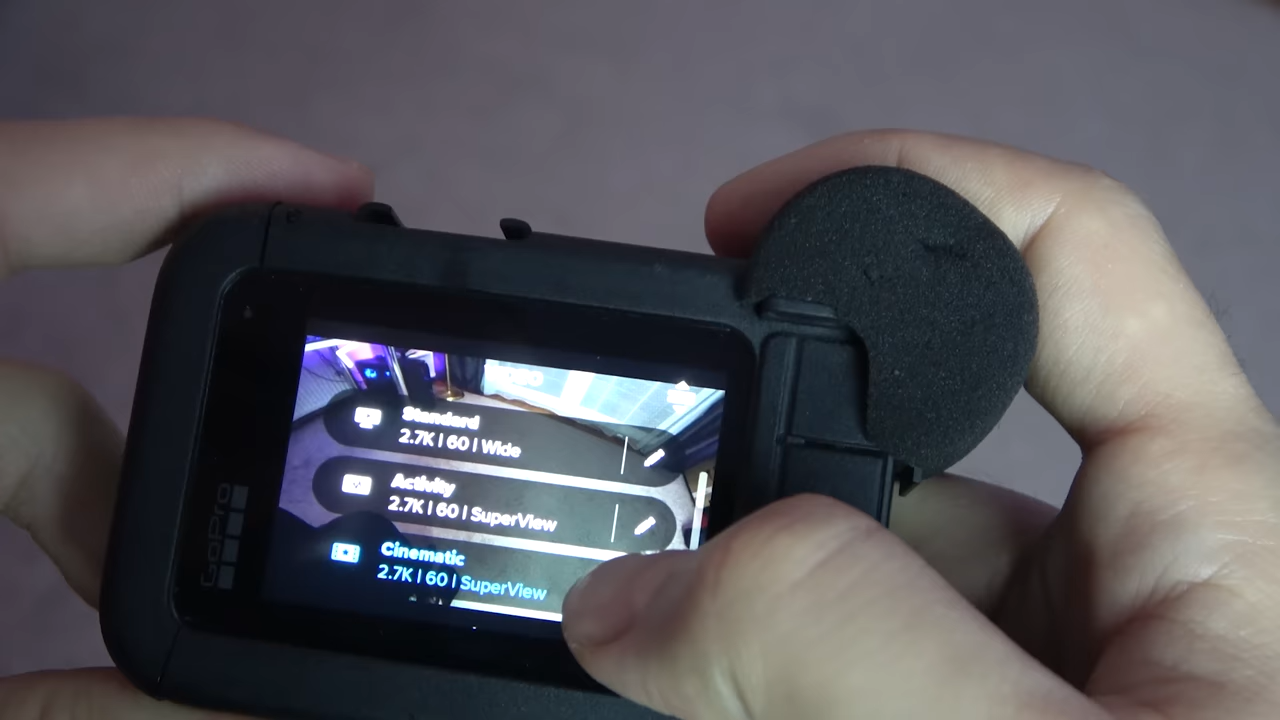 Standard
2.7K | 60 | Wide
Activity
2.7K | 60 | SuperView
Cinematic
2.7K | 60 | SuperView
GoPro